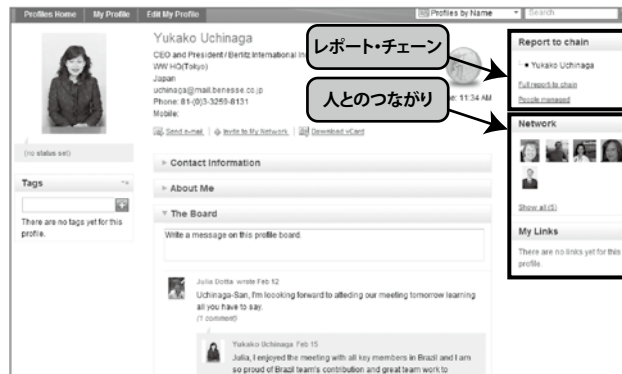 Profiles Home My Profile Edit My Profile
Profiles by Name Search
Yukako Uchinaga
CEO and President / Berlitz International In
WW HQ(Tokyo)
Japan
uchinaga@mail.benesse.co.jp
Phone: 81-(0)3-3259-8131
Mobile:
11:34 AM
Send e-mail Invite to My Network Download vCard
(no status set)
Tags
There are no tags yet for this
profile.
Contact Information
About Me
The Board
Write a message on this profile board.
Julia Dotta wrote Feb 12
Uchinaga-San, I'm loooking forward to atteding our meeting tomorrow learning
all you have to say.
(1 comment)
Yukako Uchinaga Feb 15
Julia, I enjoyed the meeting with all key members in Brazil and I am
so proud of Brazil team's contribution and great team work to
レポート・チェーン
人とのつながり
Report to chain
Yukako Uchinaga
Full report to chain
People managed
Network
Show all (5)
My Links
There are no links yet for this
profile.